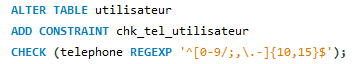 ALTER TABLE utilisateur
ADD CONSTRAINT chk_tel_utilisateur
CHECK (telephone REGEXP '^[0-9/;,\.-]{10,15}$');